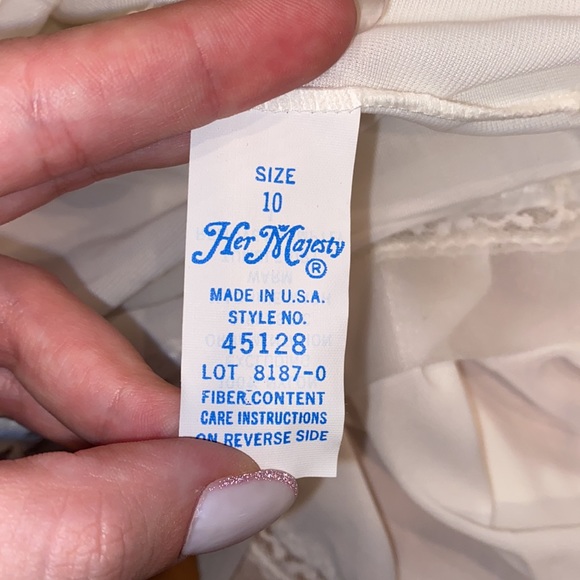 SIZE
10
Her Majesty
®
MADE IN U.S.A.
STYLE NO.
45128
LOT 8187-0
FIBER CONTENT
CARE INSTRUCTIONS
ON REVERSE SIDE